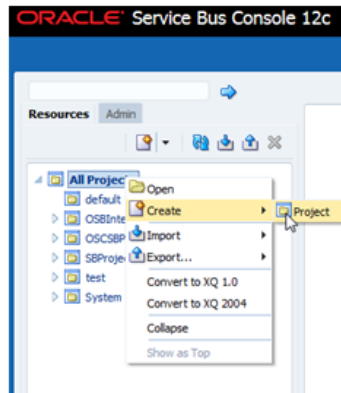 ORACLE Service Bus Console 12c
Resources Admin
All Projec
Open
default
Create
Project
OSBInte
OSCSBP
Import
SBProje
Export...
test
Convert to XQ 1.0
System
Convert to XQ 2004
Collapse
Show as Top